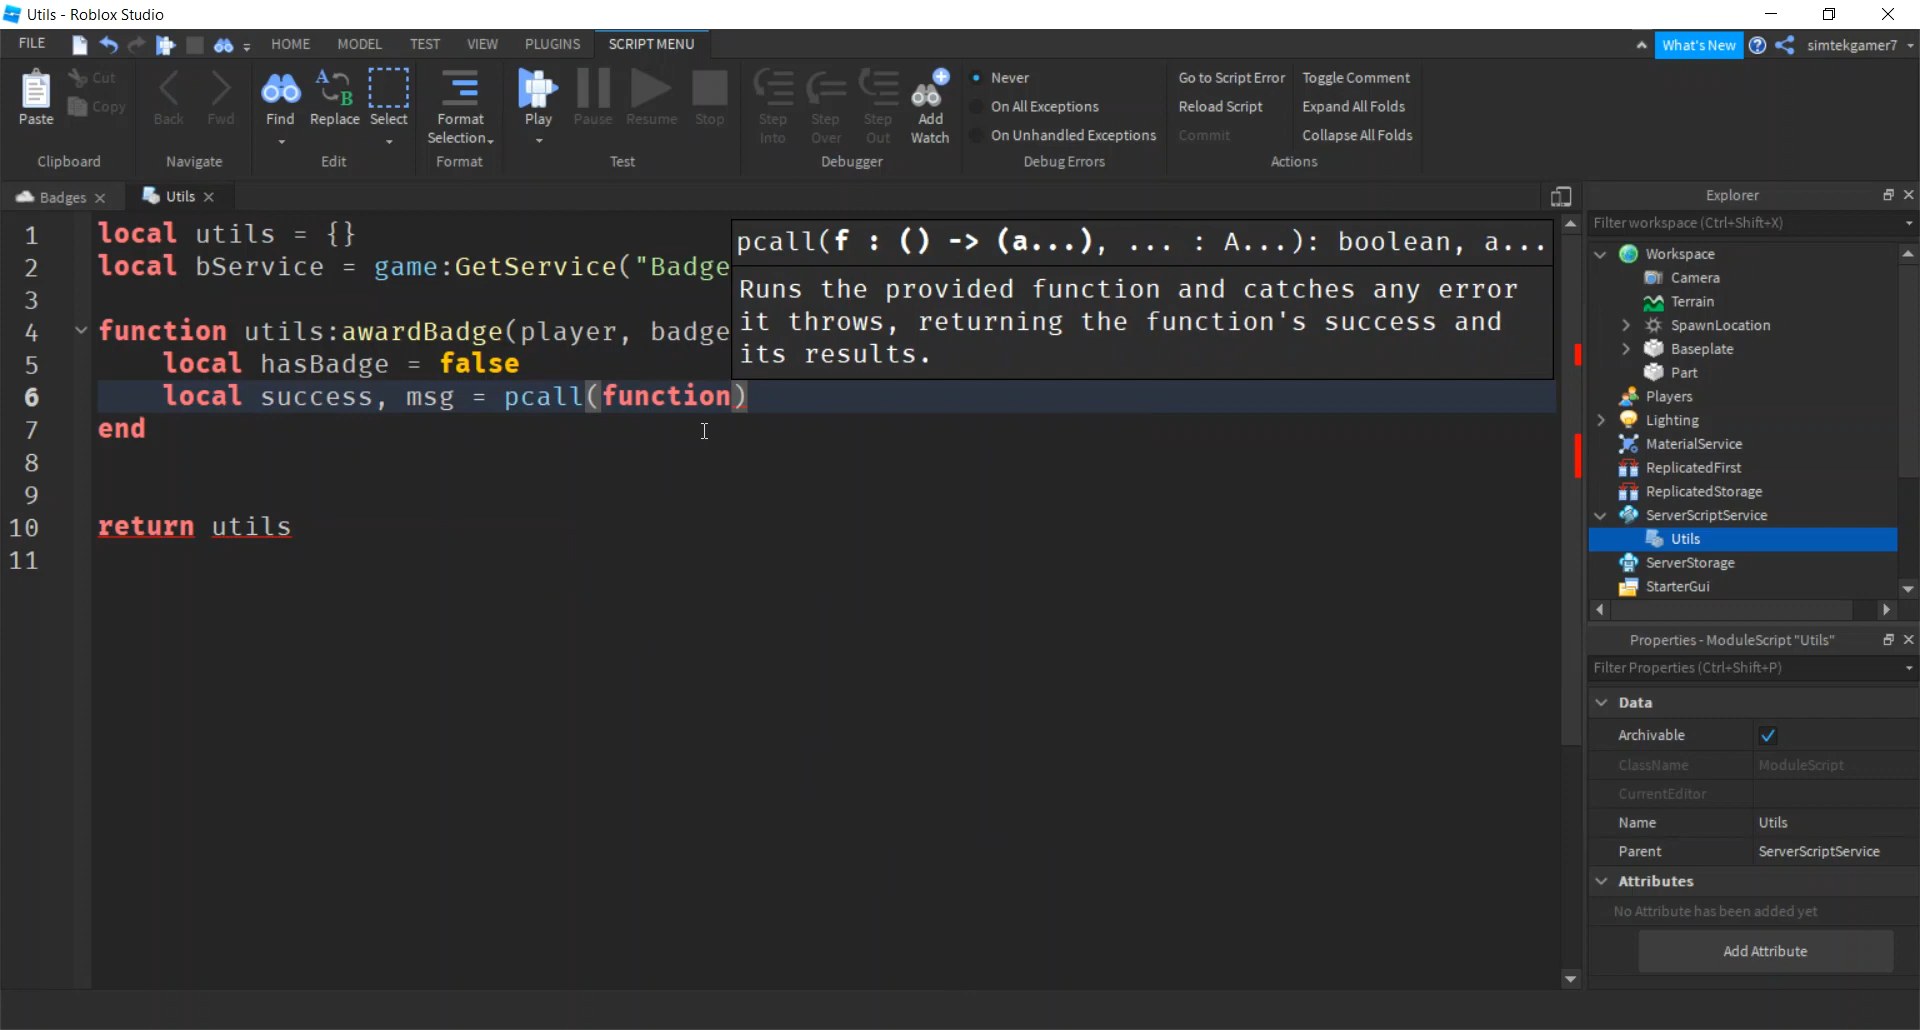 Utils - Roblox Studio
FILE HOME MODEL TEST VIEW PLUGINS SCRIPT MENU What's New simtekgamer7
Paste Cut Copy Back Fwd Find Replace Select Format Selection Play Pause Resume Stop Step Into Step Over Step Out Add Watch
Never
On All Exceptions
On Unhandled Exceptions
Go to Script Error Toggle Comment
Reload Script Expand All Folds
Commit Collapse All Folds
Clipboard Navigate Edit Format Test Debugger Debug Errors Actions
Badges Utils
1 local utils = {}
2 local bService = game:GetService("Badge
3
4 function utils:awardBadge(player, badge
5 local hasBadge = false
6 local success, msg = pcall(function)
7 end
8
9
10 return utils
11
pcall(f : () -> (a...), ... : A...): boolean, a...
Runs the provided function and catches any error
it throws, returning the function's success and
its results.
Explorer
Filter workspace (Ctrl+Shift+X)
Workspace
Camera
Terrain
SpawnLocation
Baseplate
Part
Players
Lighting
MaterialService
ReplicatedFirst
ReplicatedStorage
ServerScriptService
Utils
ServerStorage
StarterGui
Properties - ModuleScript "Utils"
Filter Properties (Ctrl+Shift+P)
Data
Archivable
ClassName ModuleScript
CurrentEditor
Name Utils
Parent ServerScriptService
Attributes
No Attribute has been added yet
Add Attribute